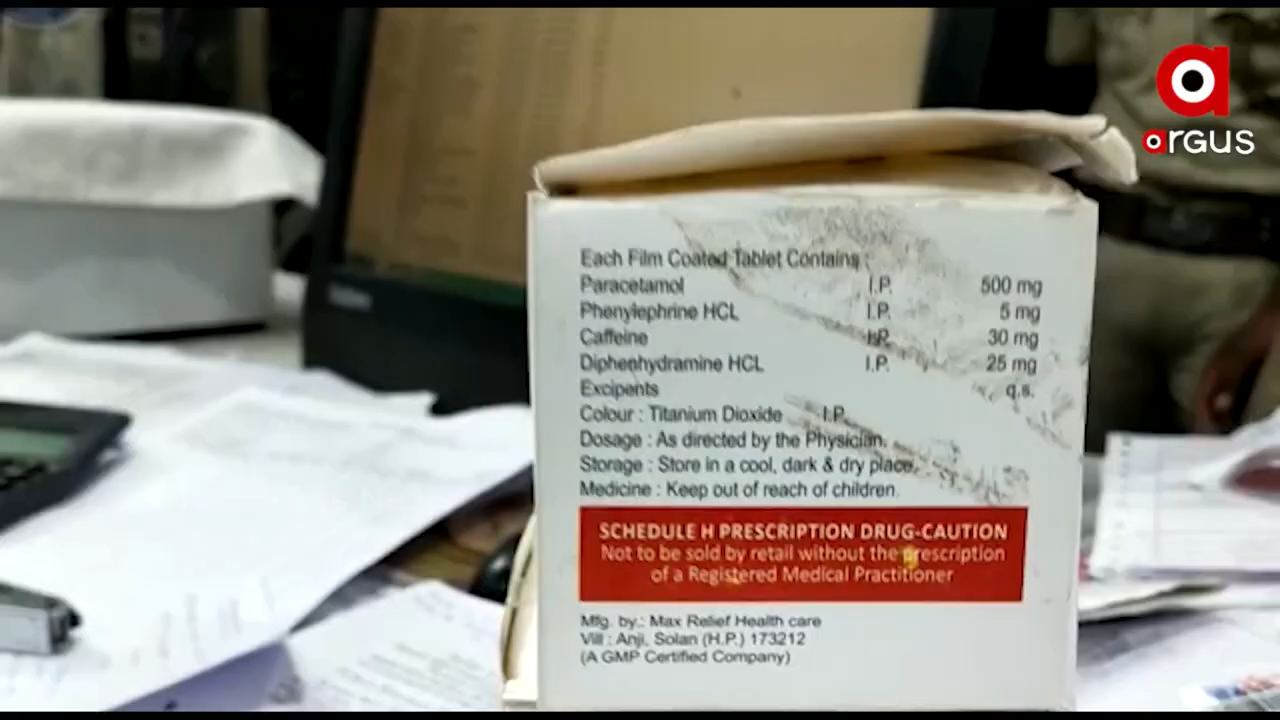 argus
Each Film Coated Tablet Contains :
Paracetamol I.P. 500 mg
Phenylephrine HCL I.P. 5 mg
Caffeine I.P. 30 mg
Diphenhydramine HCL I.P. 25 mg
Excipents q.s.
Colour : Titanium Dioxide I.P.
Dosage : As directed by the Physician.
Storage : Store in a cool, dark & dry place.
Medicine : Keep out of reach of children.
SCHEDULE H PRESCRIPTION DRUG-CAUTION
Not to be sold by retail without the prescription
of a Registered Medical Practitioner
Mfg. by.: Max Relief Health care
Vill : Anji, Solan (H.P.) 173212
(A GMP Certified Company)